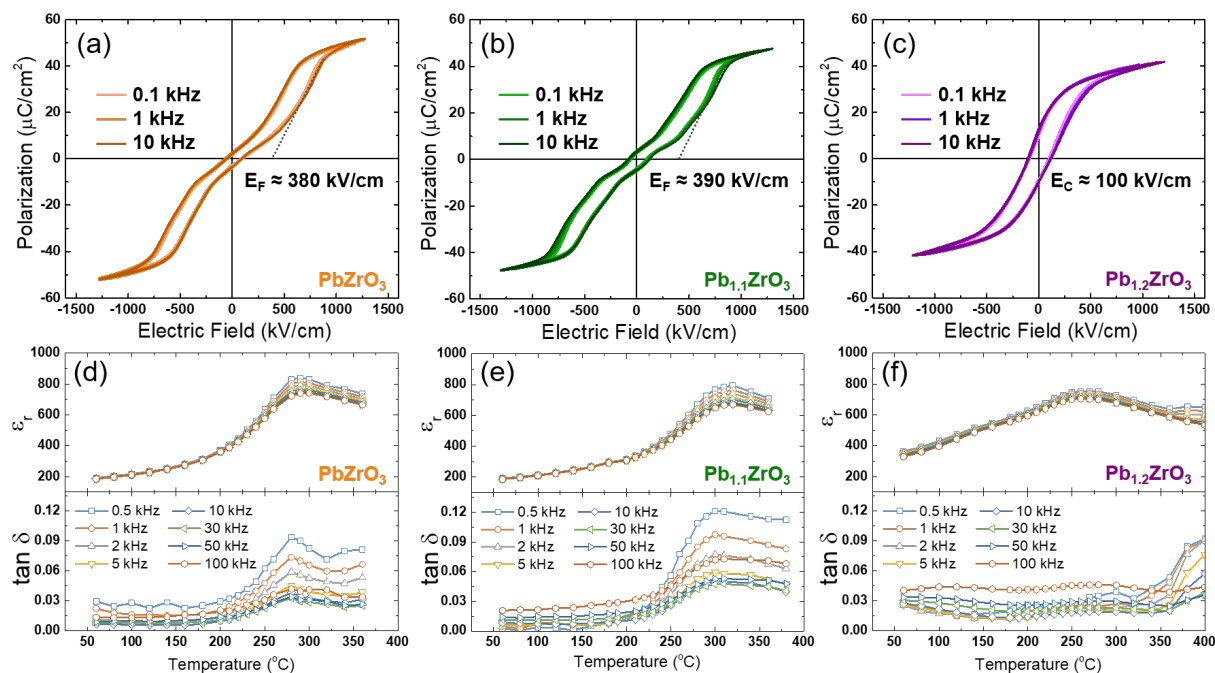 (a)
0.1 kHz
1 kHz
10 kHz
E_F ≈ 380 kV/cm
PbZrO₃
Polarization (μC/cm²)
60
40
20
0
-20
-40
-60
-1500 -1000 -500 0 500 1000 1500
Electric Field (kV/cm)
(b)
0.1 kHz
1 kHz
10 kHz
E_F ≈ 390 kV/cm
Pb₁.₁ZrO₃
Polarization (μC/cm²)
60
40
20
0
-20
-40
-60
-1500 -1000 -500 0 500 1000 1500
Electric Field (kV/cm)
(c)
0.1 kHz
1 kHz
10 kHz
E_C ≈ 100 kV/cm
Pb₁.₂ZrO₃
Polarization (μC/cm²)
60
40
20
0
-20
-40
-60
-1500 -1000 -500 0 500 1000 1500
Electric Field (kV/cm)
(d)
PbZrO₃
ε_r
1000
800
600
400
200
tan δ
0.12
0.09
0.06
0.03
0.00
0.5 kHz 10 kHz
1 kHz 30 kHz
2 kHz 50 kHz
5 kHz 100 kHz
50 100 150 200 250 300 350 400
Temperature (°C)
(e)
Pb₁.₁ZrO₃
ε_r
1000
800
600
400
200
tan δ
0.12
0.09
0.06
0.03
0.00
0.5 kHz 10 kHz
1 kHz 30 kHz
2 kHz 50 kHz
5 kHz 100 kHz
50 100 150 200 250 300 350 400
Temperature (°C)
(f)
Pb₁.₂ZrO₃
ε_r
1000
800
600
400
200
tan δ
0.12
0.09
0.06
0.03
0.00
0.5 kHz 10 kHz
1 kHz 30 kHz
2 kHz 50 kHz
5 kHz 100 kHz
50 100 150 200 250 300 350 400
Temperature (°C)